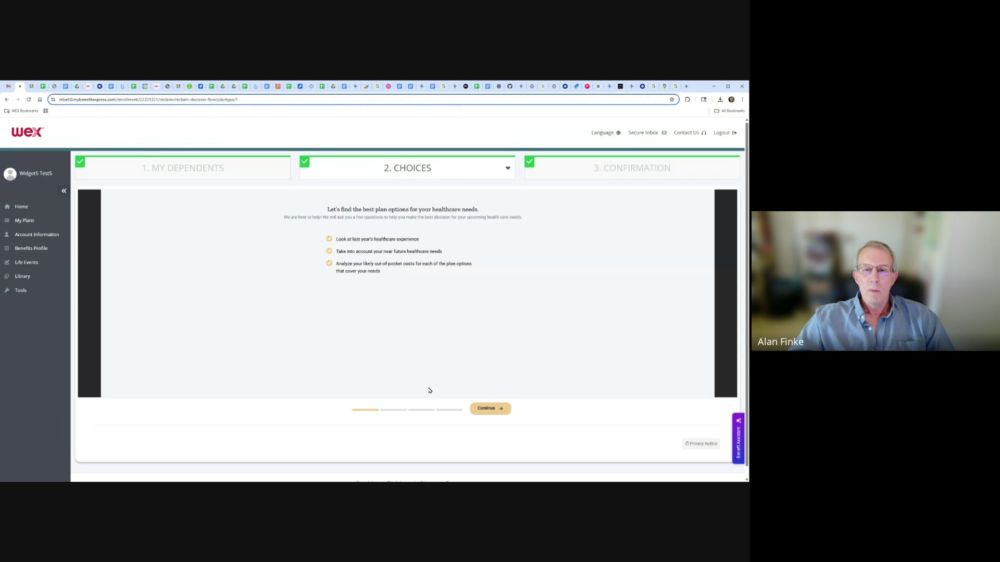 mbe50.mybenefitexpress.com/enrollment/22331351/reclaim/reclaim-decision-flow/plantype/1
WEX Bookmarks
All Bookmarks
wex
Language
Secure Inbox
Contact Us
Logout
Widget5 Test5
Home
My Plans
Account Information
Benefits Profile
Life Events
Library
Tools
1. MY DEPENDENTS
2. CHOICES
3. CONFIRMATION
Let's find the best plan options for your healthcare needs.
We are here to help! We will ask you a few questions to help you make the best decision for your upcoming health care needs.
Look at last year's healthcare experience
Take into account your near future healthcare needs
Analyze your likely out-of-pocket costs for each of the plan options
that cover your needs
Continue
Privacy Notice
Benefit Assistant
Alan Finke